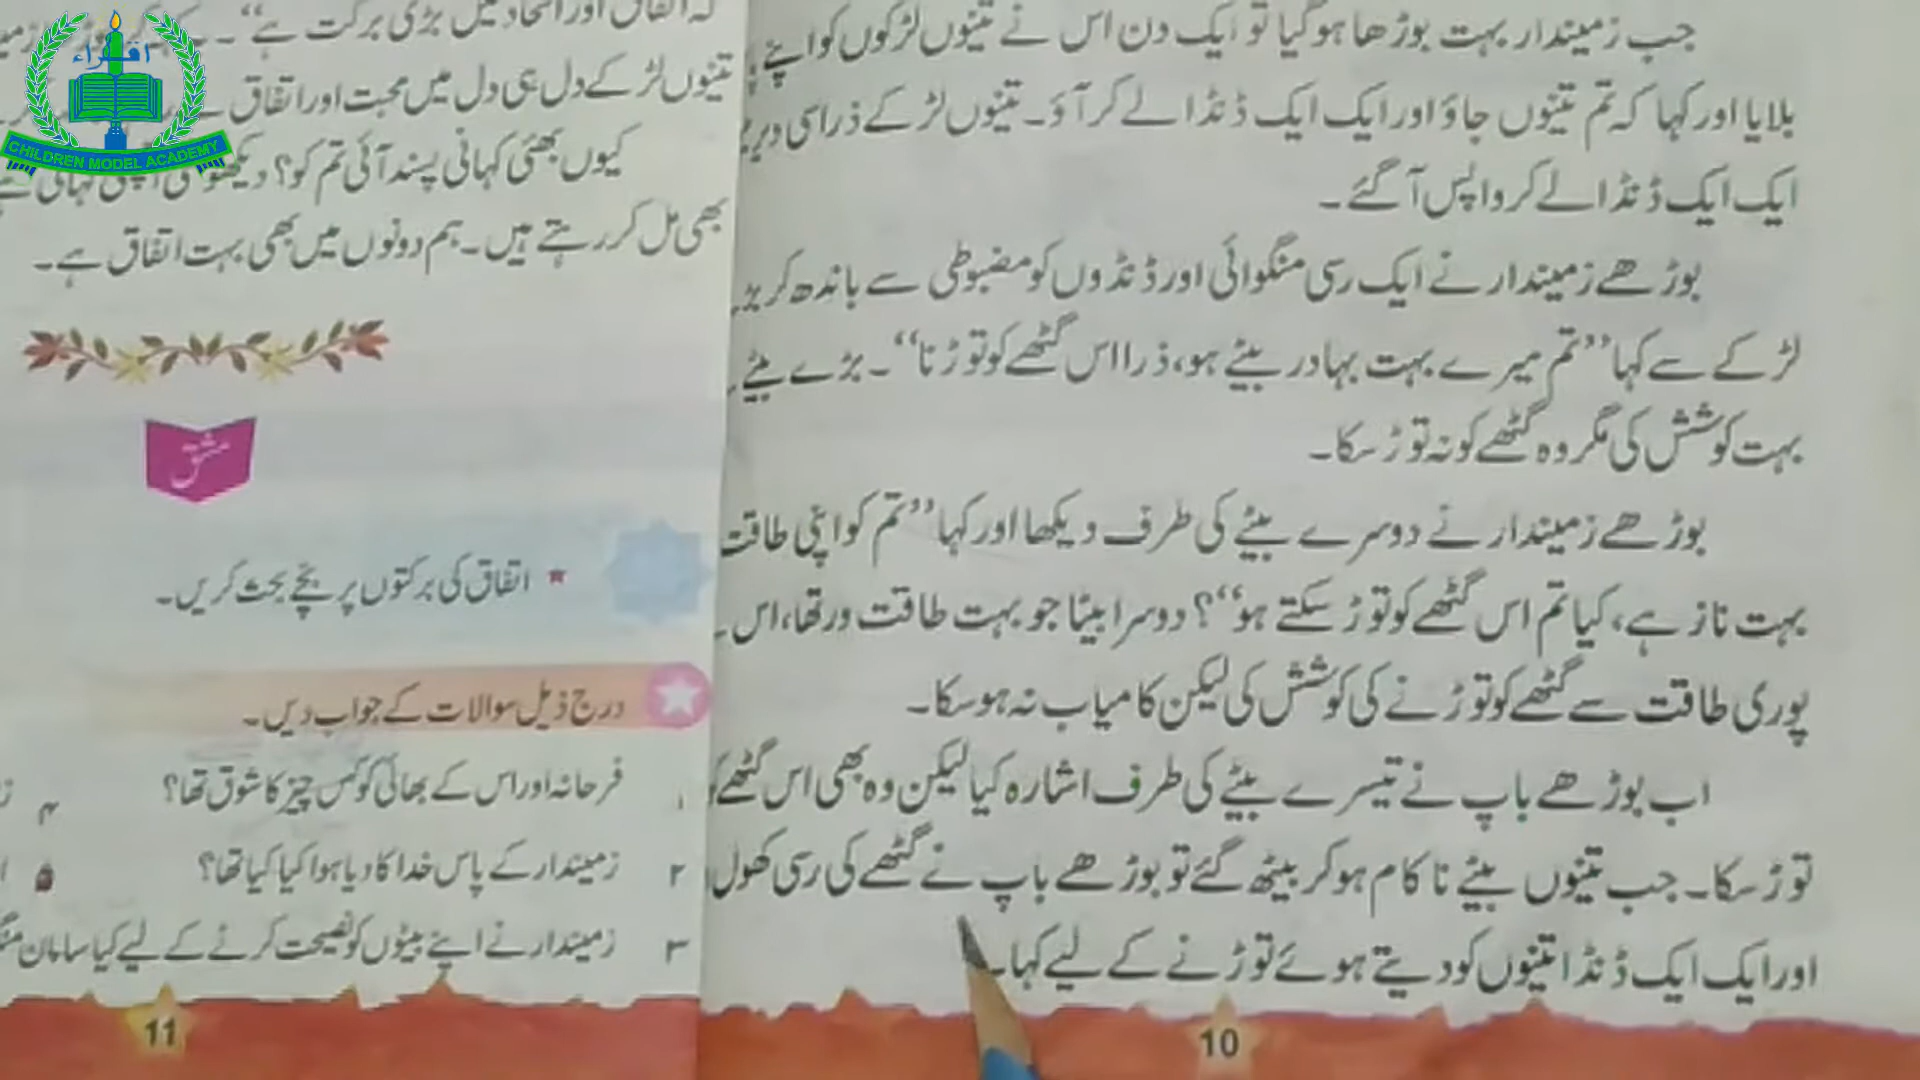 جب زمیندار بہت بوڑھا ہو گیا تو ایک دن اس نے تینوں لڑکوں کو اپنے
بلایا اور کہا کہ تم تینوں جاؤ اور ایک ایک ڈنڈا لے کر آؤ۔ تینوں لڑکے ذرا سی دیر
ایک ایک ڈنڈا لے کر واپس آ گئے۔
بوڑھے زمیندار نے ایک رسی منگوائی اور ڈنڈوں کو مضبوطی سے باندھ کر
لڑکے سے کہا ”تم میرے بہت بہادر بیٹے ہو، ذرا اس گٹھے کو توڑنا“۔ بڑے بیٹے
بہت کوشش کی مگر وہ گٹھے کو نہ توڑ سکا۔
بوڑھے زمیندار نے دوسرے بیٹے کی طرف دیکھا اور کہا ”تم کو اپنی طاقت
بہت ناز ہے، کیا تم اس گٹھے کو توڑ سکتے ہو“؟ دوسرا بیٹا جو بہت طاقت ور تھا، اس
پوری طاقت سے گٹھے کو توڑنے کی کوشش کی لیکن کامیاب نہ ہو سکا۔
اب بوڑھے باپ نے تیسرے بیٹے کی طرف اشارہ کیا لیکن وہ بھی اس گٹھے کو
توڑ سکا۔ جب تینوں بیٹے ناکام ہو کر بیٹھ گئے تو بوڑھے باپ نے گٹھے کی رسی کھول
اور ایک ایک ڈنڈا تینوں کو دیتے ہوئے توڑنے کے لیے کہا۔
10
اقراء
CHILDREN MODEL ACADEMY
کہ اتفاق اور اتحاد میں بڑی برکت ہے“۔
تینوں لڑکے دل ہی دل میں محبت اور اتفاق
کیوں بھئی کہانی پسند آئی تم کو؟
بھی مل کر رہتے ہیں۔ ہم دونوں میں بھی بہت اتفاق ہے۔
مشق
* اتفاق کی برکتوں پر بچے بحث کریں۔
درج ذیل سوالات کے جواب دیں۔
۱ فرحانہ اور اس کے بھائی کو کس چیز کا شوق تھا؟ ۴
۲ زمیندار کے پاس خدا کا دیا ہوا کیا کیا تھا؟ ۵
۳ زمیندار نے اپنے بیٹوں کو نصیحت کرنے کے لیے کیا سامان
11